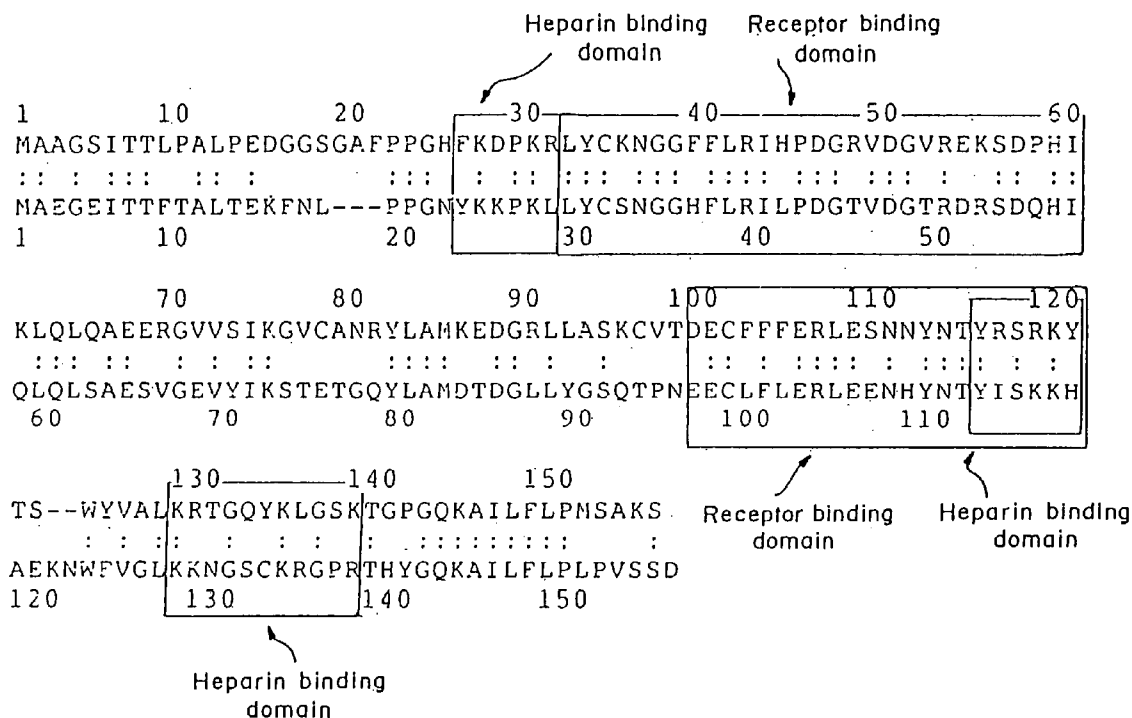 Heparin binding domain
Receptor binding domain
1 10 20 30 40 50 60
MAAGSITTLPALPEDGGSGAFPPGHFKDPKRLYCKNGGFFLRIHPDGRVDGVREKSDPHI
:: : ::: :: : ::: : :: ::: ::: :::: :::: ::: : :: ::
MAEGEITTFTALTEKFNL---PPGNYKKPKLLYCSNGGHFLRILPDGTVDGTRDRSDQHI
1 10 20 30 40 50
70 80 90 100 110 120
KLQLQAEERGVVSIKGVCANRYLAMKEDGRLLASKCVTDECFFFERLESNNYNTYRSRKY
::: ::: : : :: :::: : :: : :: : :::: : :::: : :
QLQLSAESVGEVYIKSTETGQYLAMDTDGLLYGSQTPNEECLFLERLEENHYNTYISKKH
60 70 80 90 100 110
130 140 150
TS--WYVALKRTGQYKLGSKTGPGQKAILFLPMSAKS
: : :: : : : : :::::::: :
AEKNWFVGLKKNGSCKRGPRTHYGQKAILFLPLPVSSD
120 130 140 150
Receptor binding domain
Heparin binding domain
Heparin binding domain